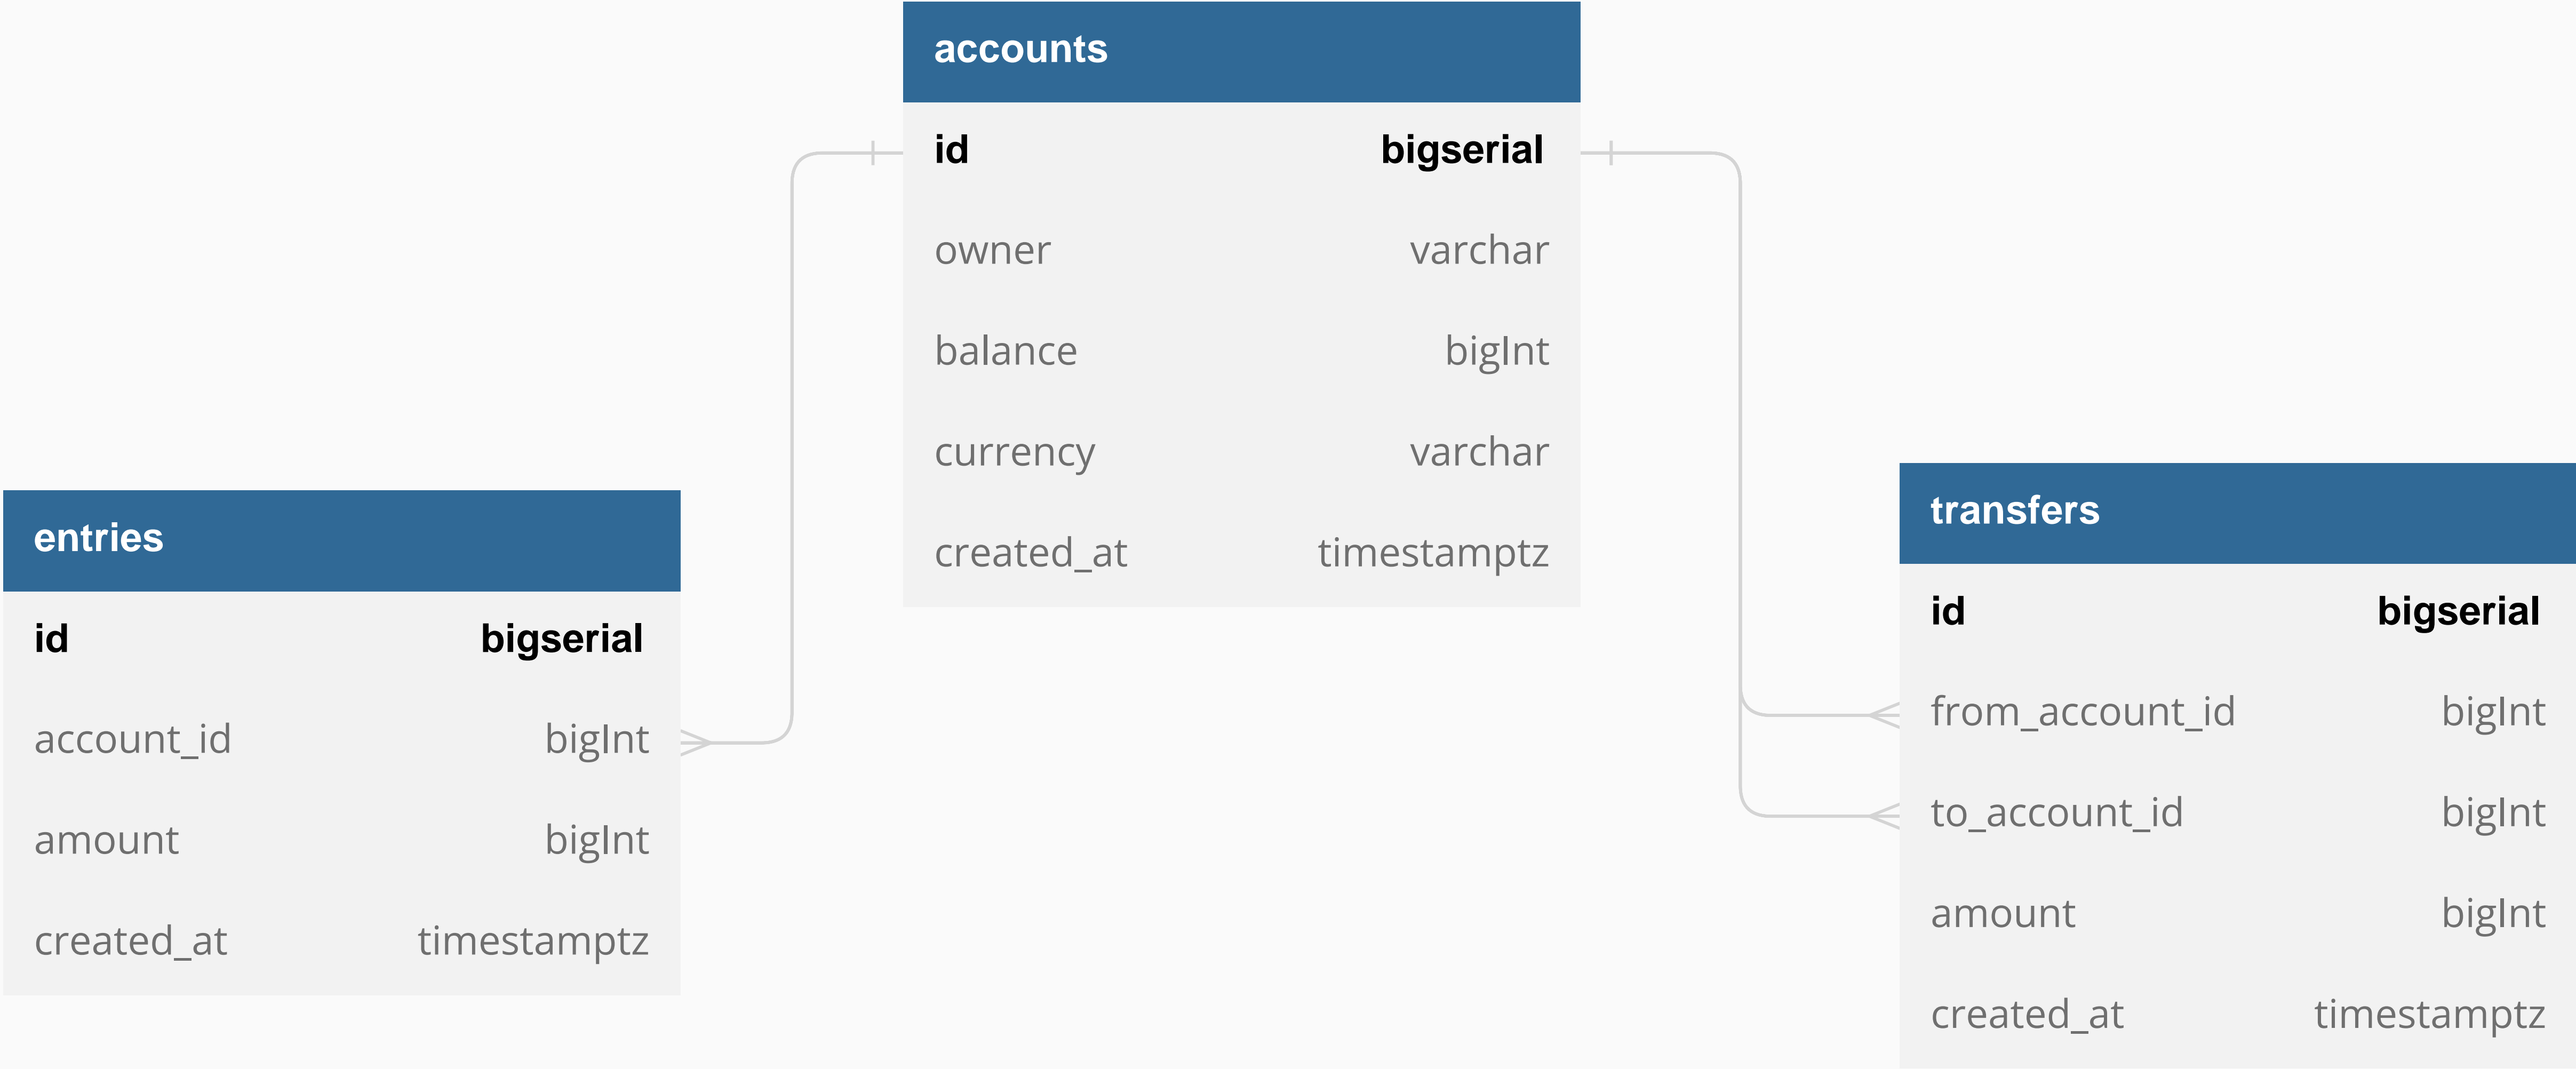 accounts
id bigserial
owner varchar
balance bigInt
currency varchar
created_at timestamptz
entries
id bigserial
account_id bigInt
amount bigInt
created_at timestamptz
transfers
id bigserial
from_account_id bigInt
to_account_id bigInt
amount bigInt
created_at timestamptz